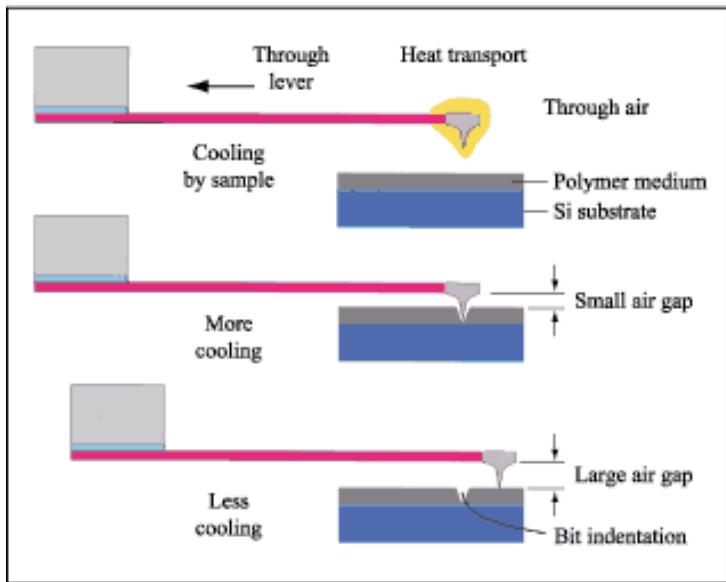 Through
lever
Heat transport
Through air
Cooling
by sample
Polymer medium
Si substrate
Small air gap
More
cooling
Large air gap
Less
cooling
Bit indentation